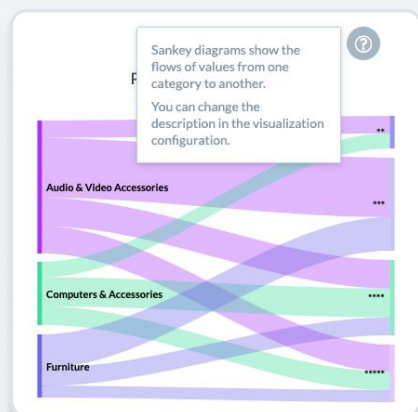 Sankey diagrams show the
flows of values from one
category to another.
You can change the
description in the visualization
configuration.
?
P
**
Audio & Video Accessories
***
Computers & Accessories
****
Furniture
*****